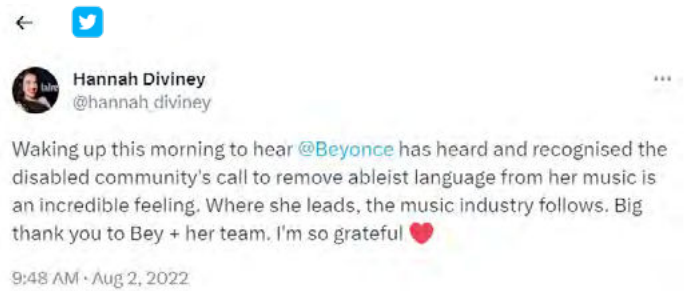 Hannah Diviney
@hannah_diviney
Waking up this morning to hear @Beyonce has heard and recognised the
disabled community's call to remove ableist language from her music is
an incredible feeling. Where she leads, the music industry follows. Big
thank you to Bey + her team. I'm so grateful ❤️
9:48 AM · Aug 2, 2022